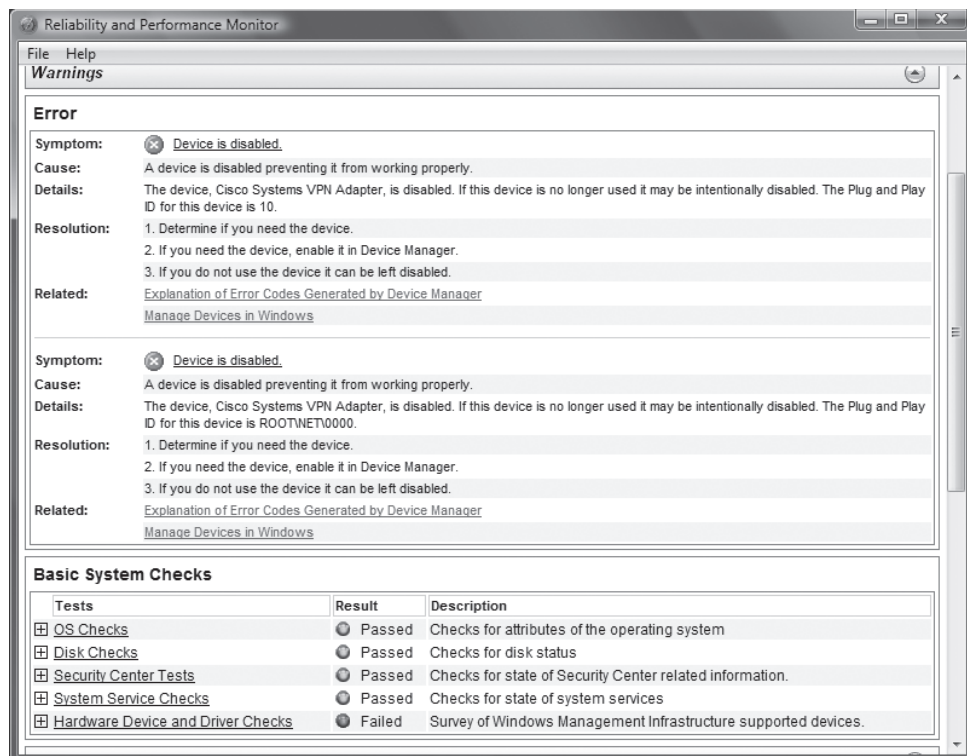 Reliability and Performance Monitor
File Help
Warnings
Error
Symptom: Device is disabled.
Cause: A device is disabled preventing it from working properly.
Details: The device, Cisco Systems VPN Adapter, is disabled. If this device is no longer used it may be intentionally disabled. The Plug and Play
ID for this device is 10.
Resolution: 1. Determine if you need the device.
2. If you need the device, enable it in Device Manager.
3. If you do not use the device it can be left disabled.
Related: Explanation of Error Codes Generated by Device Manager
Manage Devices in Windows
Symptom: Device is disabled.
Cause: A device is disabled preventing it from working properly.
Details: The device, Cisco Systems VPN Adapter, is disabled. If this device is no longer used it may be intentionally disabled. The Plug and Play
ID for this device is ROOT\NET\0000.
Resolution: 1. Determine if you need the device.
2. If you need the device, enable it in Device Manager.
3. If you do not use the device it can be left disabled.
Related: Explanation of Error Codes Generated by Device Manager
Manage Devices in Windows
Basic System Checks
Tests Result Description
OS Checks Passed Checks for attributes of the operating system
Disk Checks Passed Checks for disk status
Security Center Tests Passed Checks for state of Security Center related information.
System Service Checks Passed Checks for state of system services
Hardware Device and Driver Checks Failed Survey of Windows Management Infrastructure supported devices.